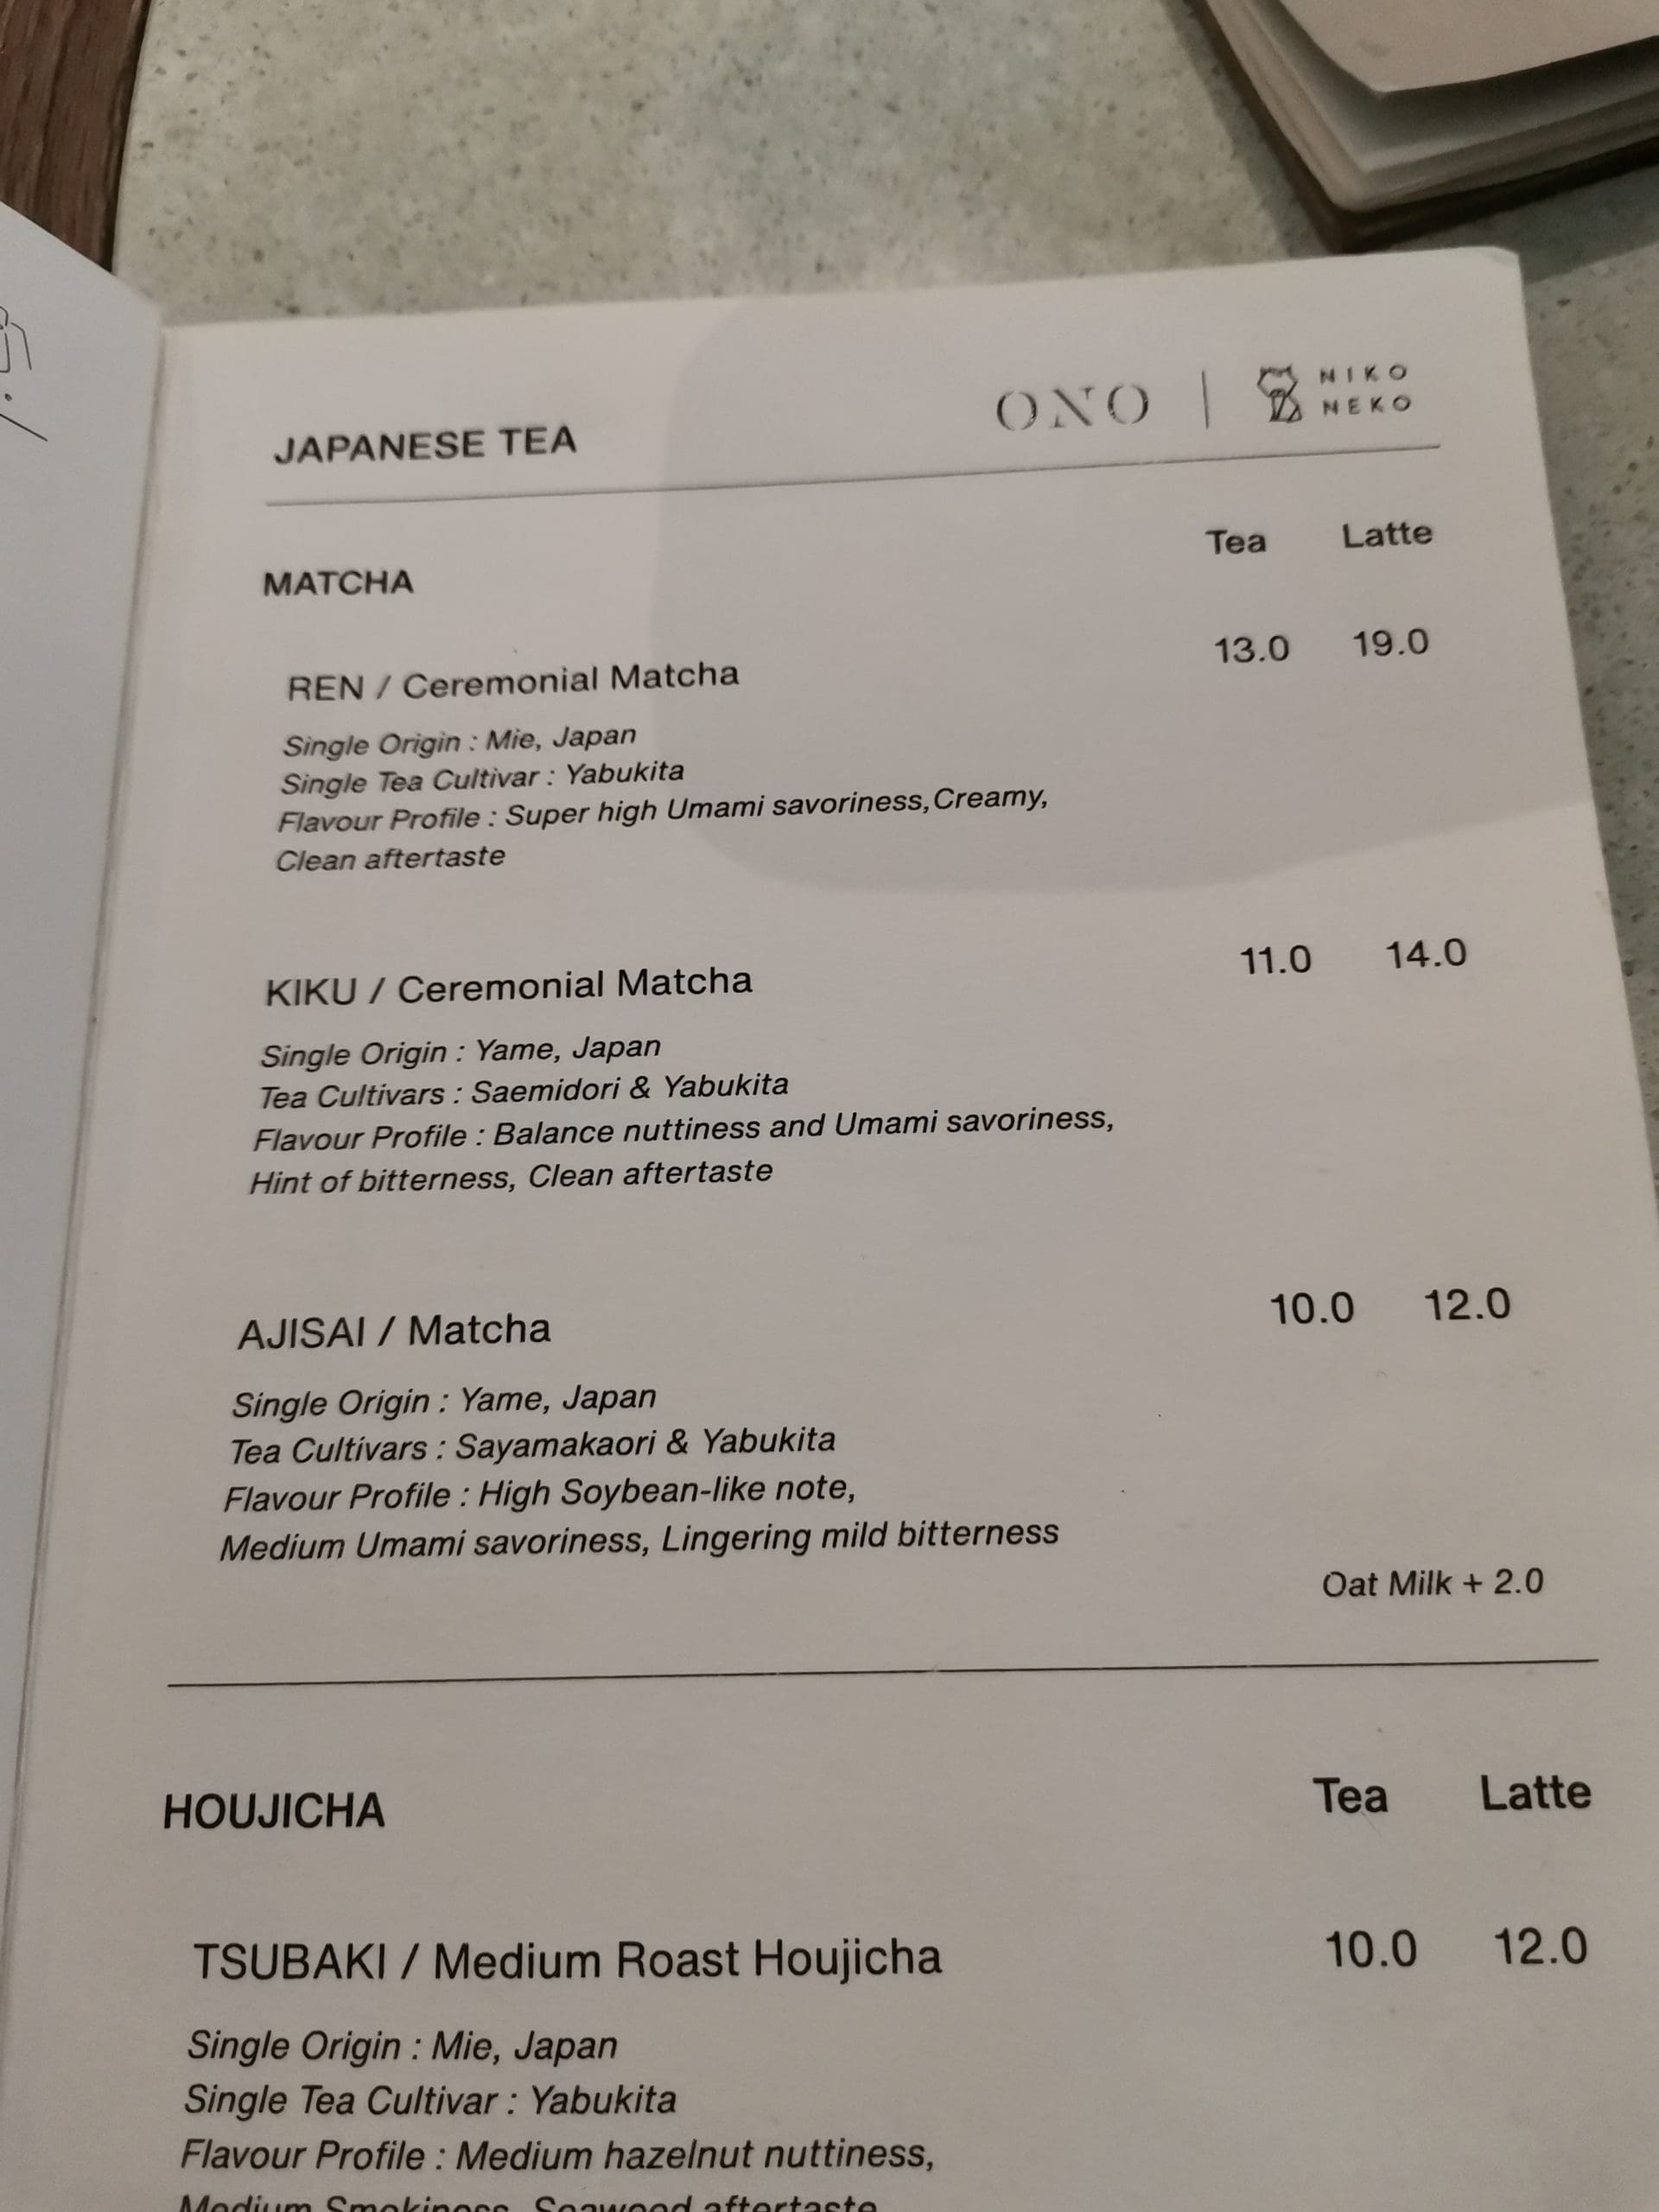 JAPANESE TEA
ONO | NIKO NEKO
MATCHA Tea Latte
REN / Ceremonial Matcha 13.0 19.0
Single Origin : Mie, Japan
Single Tea Cultivar : Yabukita
Flavour Profile : Super high Umami savoriness, Creamy,
Clean aftertaste
KIKU / Ceremonial Matcha 11.0 14.0
Single Origin : Yame, Japan
Tea Cultivars : Saemidori & Yabukita
Flavour Profile : Balance nuttiness and Umami savoriness,
Hint of bitterness, Clean aftertaste
AJISAI / Matcha 10.0 12.0
Single Origin : Yame, Japan
Tea Cultivars : Sayamakaori & Yabukita
Flavour Profile : High Soybean-like note,
Medium Umami savoriness, Lingering mild bitterness
Oat Milk + 2.0
HOUJICHA Tea Latte
TSUBAKI / Medium Roast Houjicha 10.0 12.0
Single Origin : Mie, Japan
Single Tea Cultivar : Yabukita
Flavour Profile : Medium hazelnut nuttiness,
Medium Smokiness, Seaweed aftertaste